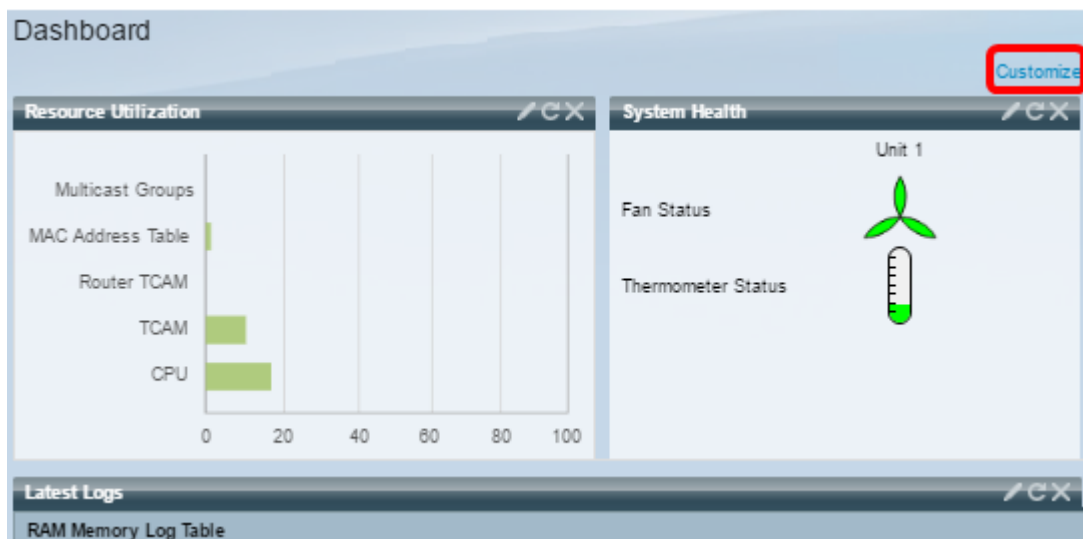 Dashboard
Customize
Resource Utilization
Multicast Groups
MAC Address Table
Router TCAM
TCAM
CPU
0 20 40 60 80 100
System Health
Unit 1
Fan Status
Thermometer Status
Latest Logs
RAM Memory Log Table